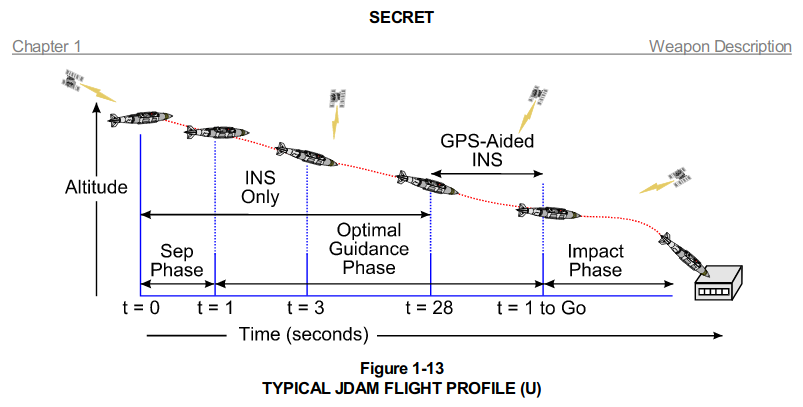 SECRET
Chapter 1
Weapon Description
GPS-Aided
INS
Altitude
INS
Only
Optimal
Guidance
Phase
Sep
Phase
Impact
Phase
t = 0
t = 1
t = 3
t = 28
t = 1 to Go
Time (seconds)
Figure 1-13
TYPICAL JDAM FLIGHT PROFILE (U)